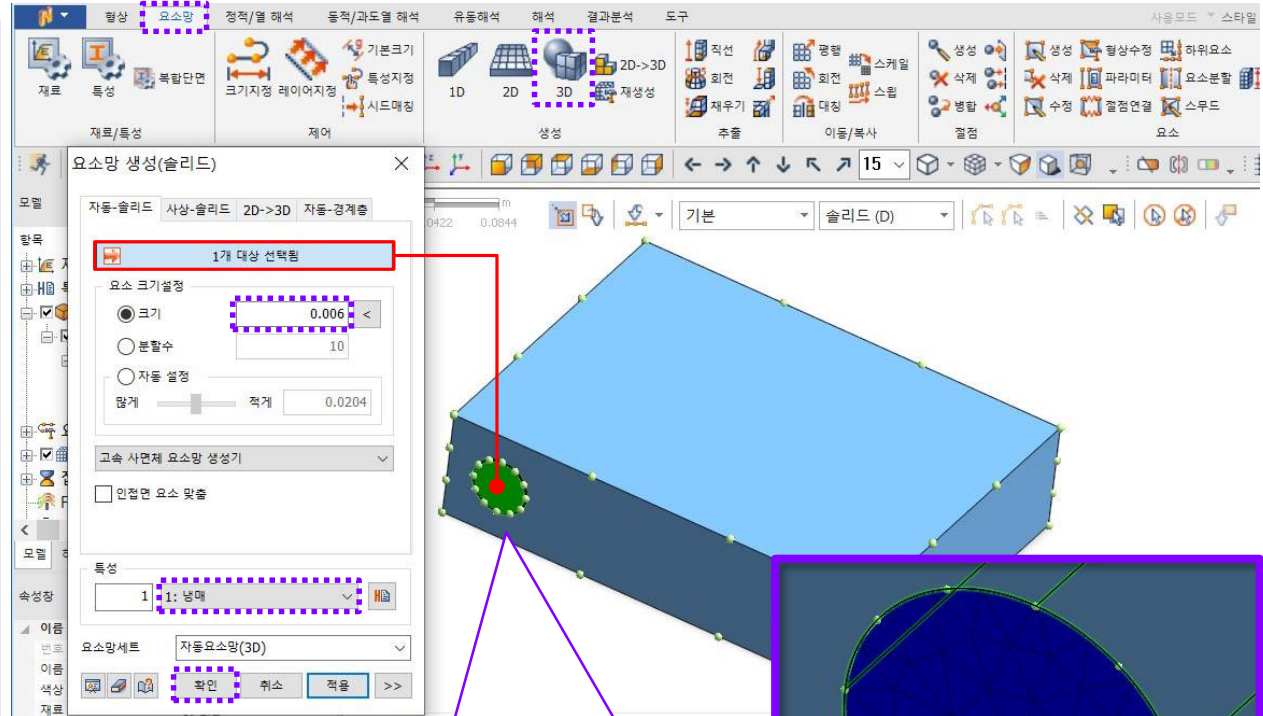 형상 요소망 정적/열 해석 동적/과도열 해석 유동해석 해석 결과분석 도구 사용모드 스타일
재료 특성 복합단면
크기지정 레이어지정 기본크기
특성지정
시드매칭
1D 2D 3D 2D->3D
재생성
직선
회전
채우기
평행
회전
대칭
스케일
스윕
생성
삭제
병합
생성 형상수정 하위요소
삭제 파라미터 요소분할
수정 절점연결 스무드
재료/특성 제어 생성 추출 이동/복사 절점 요소
요소망 생성(솔리드)
15
모델
자동-솔리드 사상-솔리드 2D->3D 자동-경계층
0.0422 0.0844 m
기본 솔리드 (D)
항목
1개 대상 선택됨
요소 크기설정
크기 0.006 <
분할수 10
자동 설정
많게 적게 0.0204
고속 사면체 요소망 생성기
인접면 요소 맞춤
모델
특성
1 1: 냉매
속성창
이름
번호
이름
색상
재료
요소망세트 자동요소망(3D)
확인 취소 적용 >>